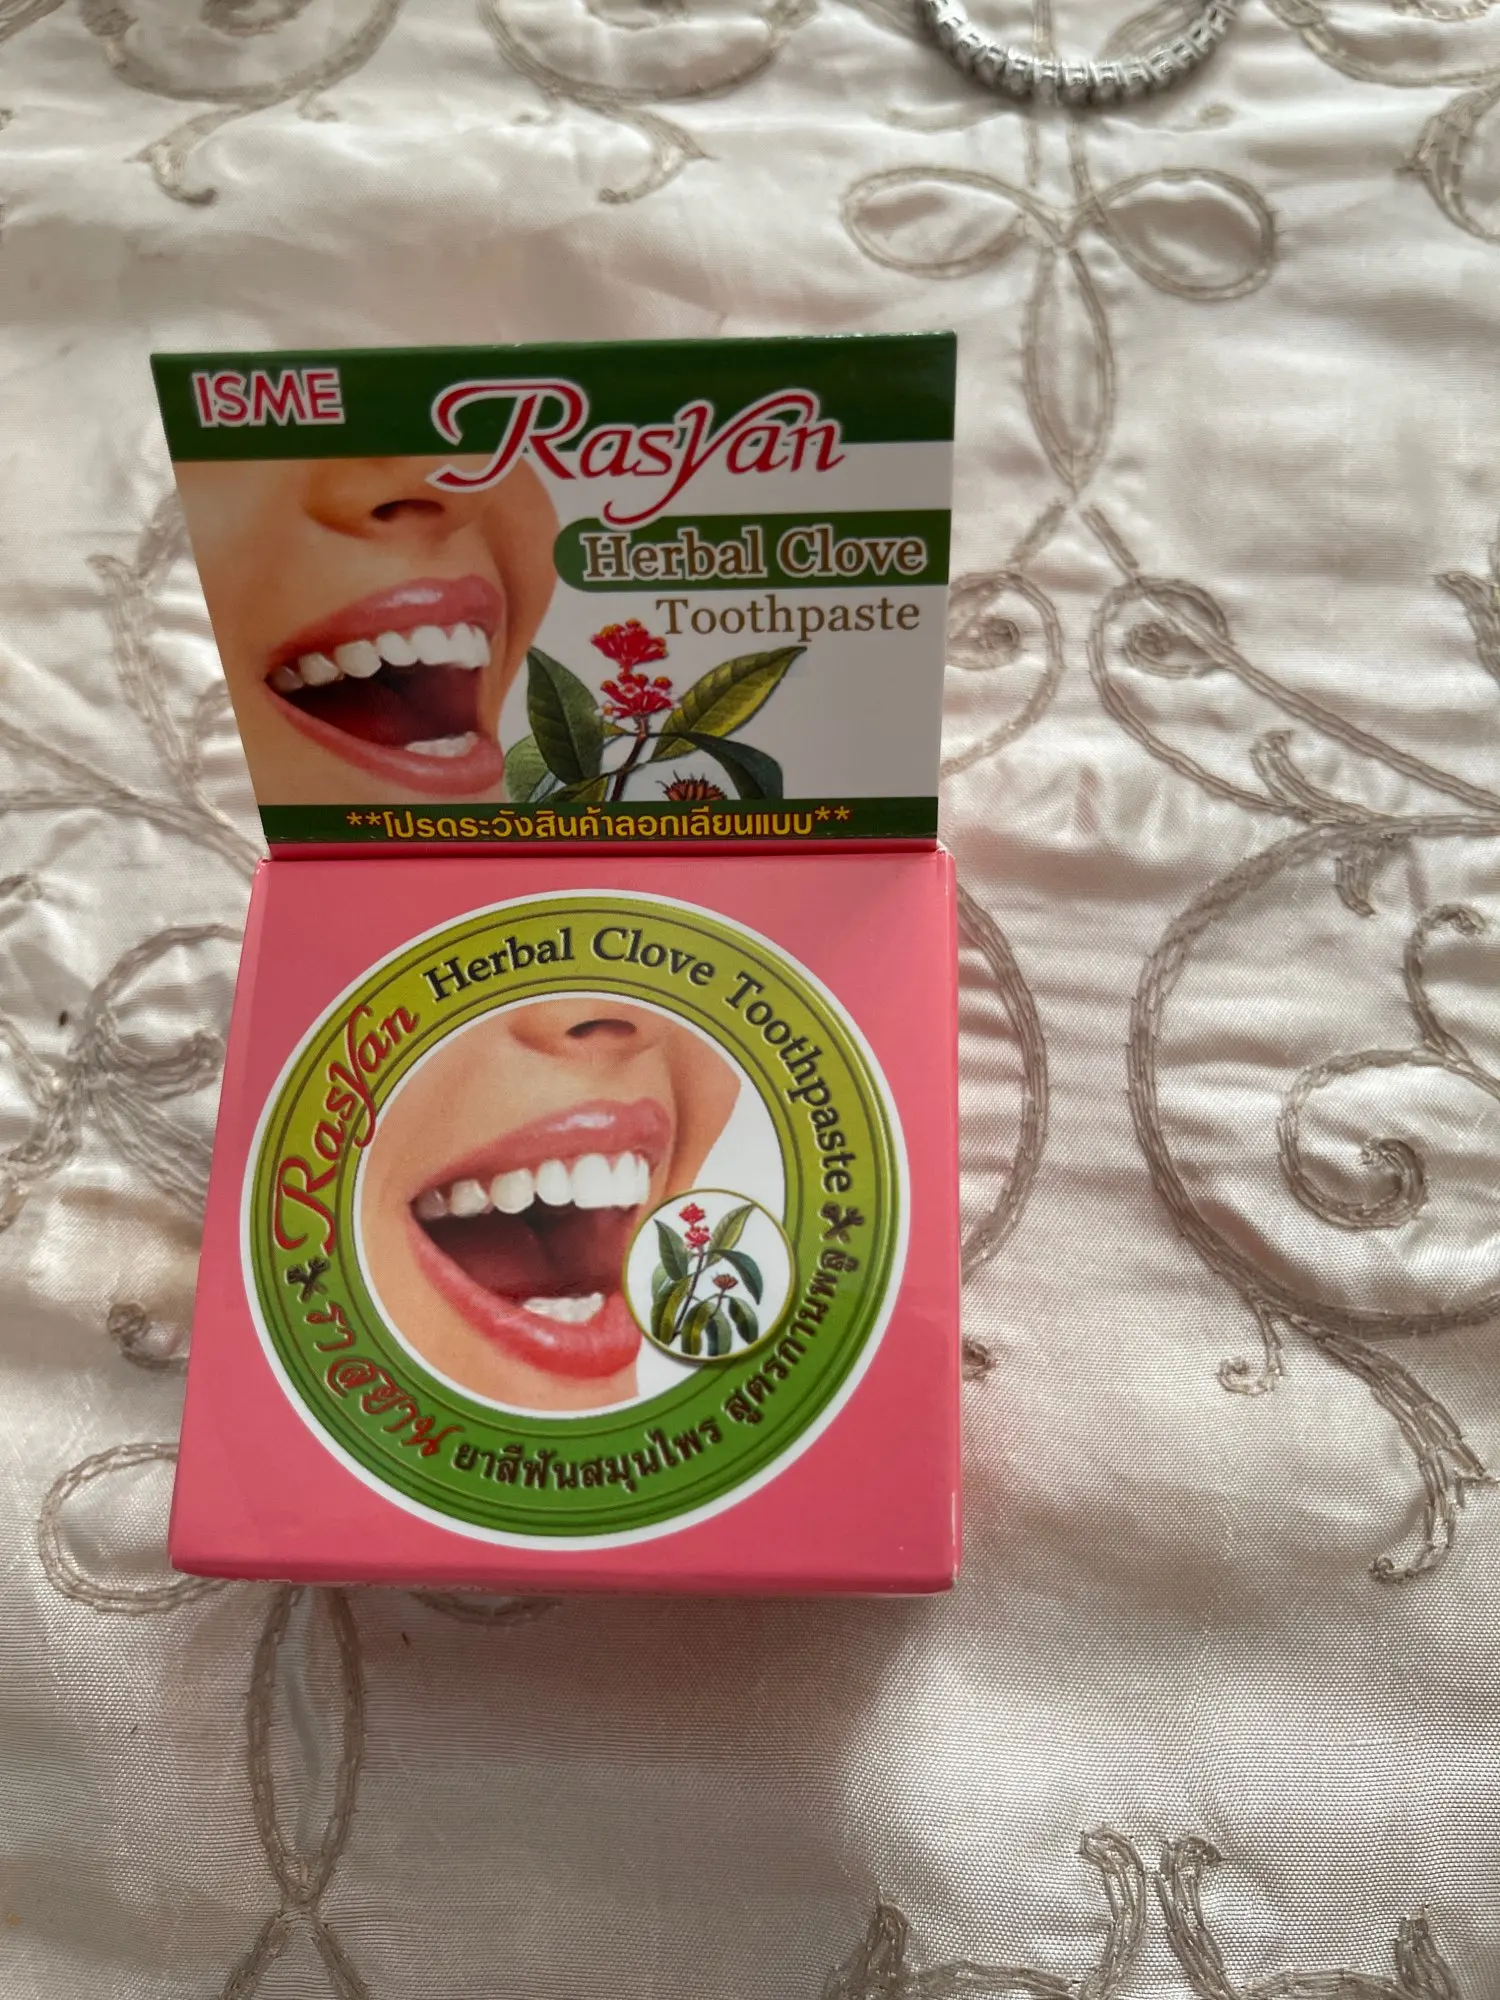 ISME
Rasyan
Herbal Clove
Toothpaste
**โปรดระวังสินค้าลอกเลียนแบบ**
Rasyan Herbal Clove Toothpaste
ราสยาน ยาสีฟันสมุนไพร สูตรกานพลู